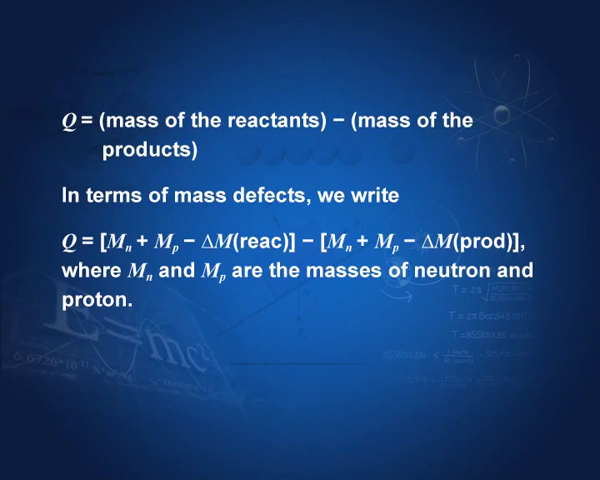 Q = (mass of the reactants) − (mass of the
products)
In terms of mass defects, we write
Q = [Mₙ + Mₚ − ΔM(reac)] − [Mₙ + Mₚ − ΔM(prod)],
where Mₙ and Mₚ are the masses of neutron and
proton.
E=mc²